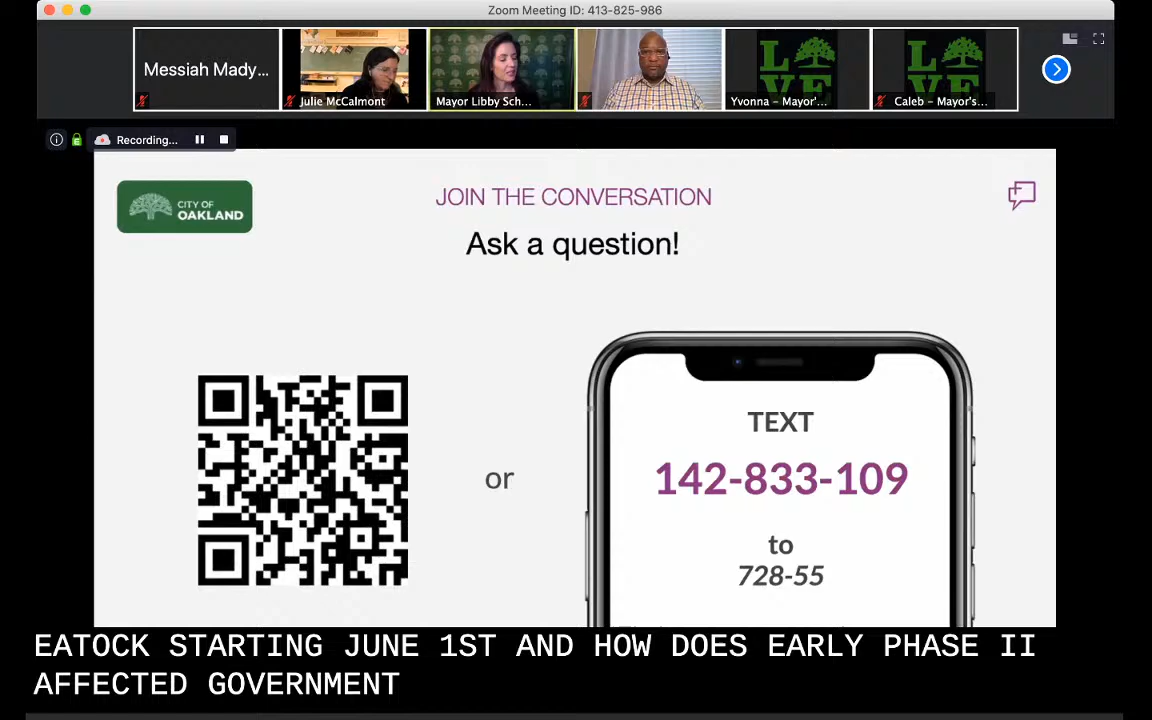 Zoom Meeting ID: 413-825-986
Messiah Mady...
Julie McCalmont
Mayor Libby Sch...
Yvonna – Mayor'...
Caleb – Mayor's...
LOVE
LOVE
Recording...
CITY OF
OAKLAND
JOIN THE CONVERSATION
Ask a question!
or
TEXT
142-833-109
to
728-55
EATOCK STARTING JUNE 1ST AND HOW DOES EARLY PHASE II
AFFECTED GOVERNMENT